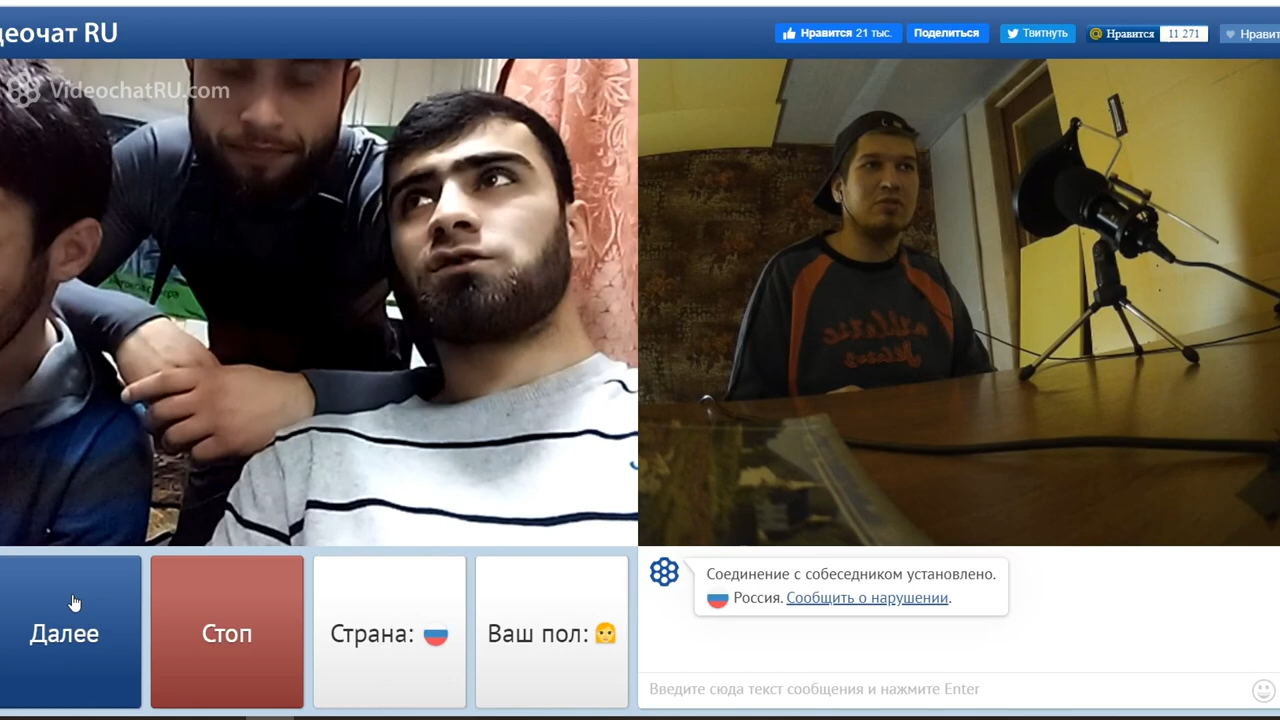 деочат RU
Нравится 21 тыс.
Поделиться
Твитнуть
Нравится 11 271
Нравит
VideochatRU.com
Соединение с собеседником установлено.
Россия. Сообщить о нарушении.
Далее
Стоп
Страна:
Ваш пол:
Введите сюда текст сообщения и нажмите Enter